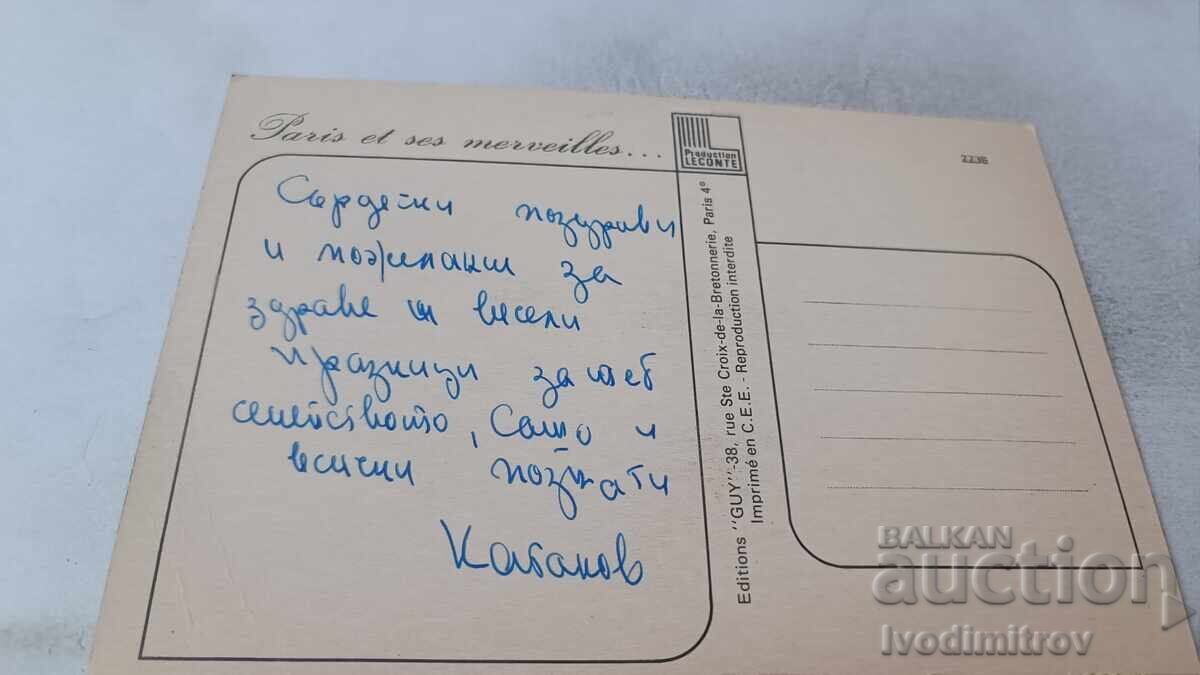 Paris et ses merveilles...
Production
LECONTE
2236
Сърдечни поздрави
и пожелания за
здраве и весели
празници за теб
семейството, Сашо и
всички познати
Кабаков
Editions "GUY"-38, rue Ste Croix-de-la-Bretonnerie, Paris 4e
Imprimé en C.E.E. - Reproduction interdite
BALKAN
auction
Ivodimitrov